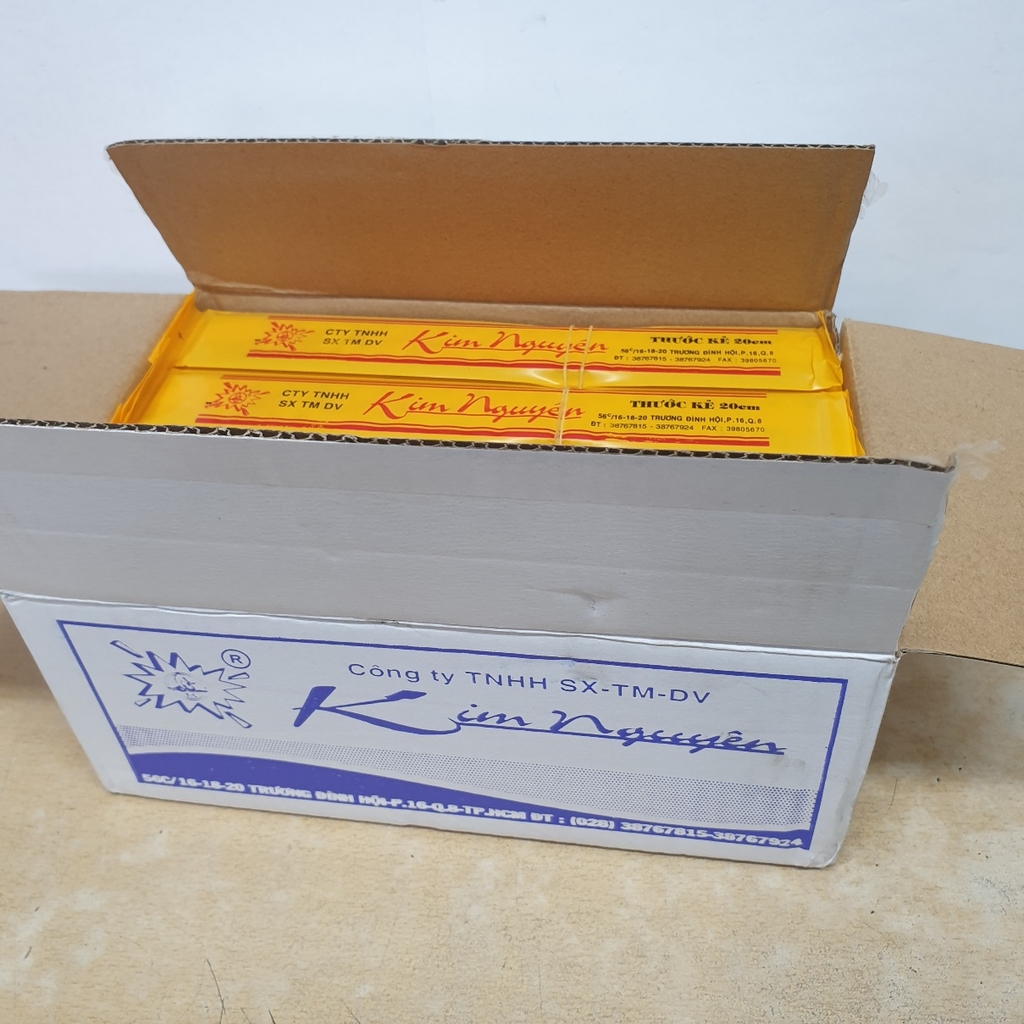 CTY TNHH
SX TM DV
Kim Nguyên
THƯỚC KẺ 20cm
56C/16-18-20 TRƯƠNG ĐÌNH HỘI,P.16,Q.8
ĐT : 38767815 - 38767924 FAX : 39805670
CTY TNHH
SX TM DV
Kim Nguyên
THƯỚC KẺ 20cm
56C/16-18-20 TRƯƠNG ĐÌNH HỘI,P.16,Q.8
ĐT : 38767815 - 38767924 FAX : 39805670
®
Công ty TNHH SX-TM-DV
Kim Nguyên
56C/16-18-20 TRƯƠNG ĐÌNH HỘI-P.16-Q.8-TP.HCM ĐT : (028) 38767815-38767924